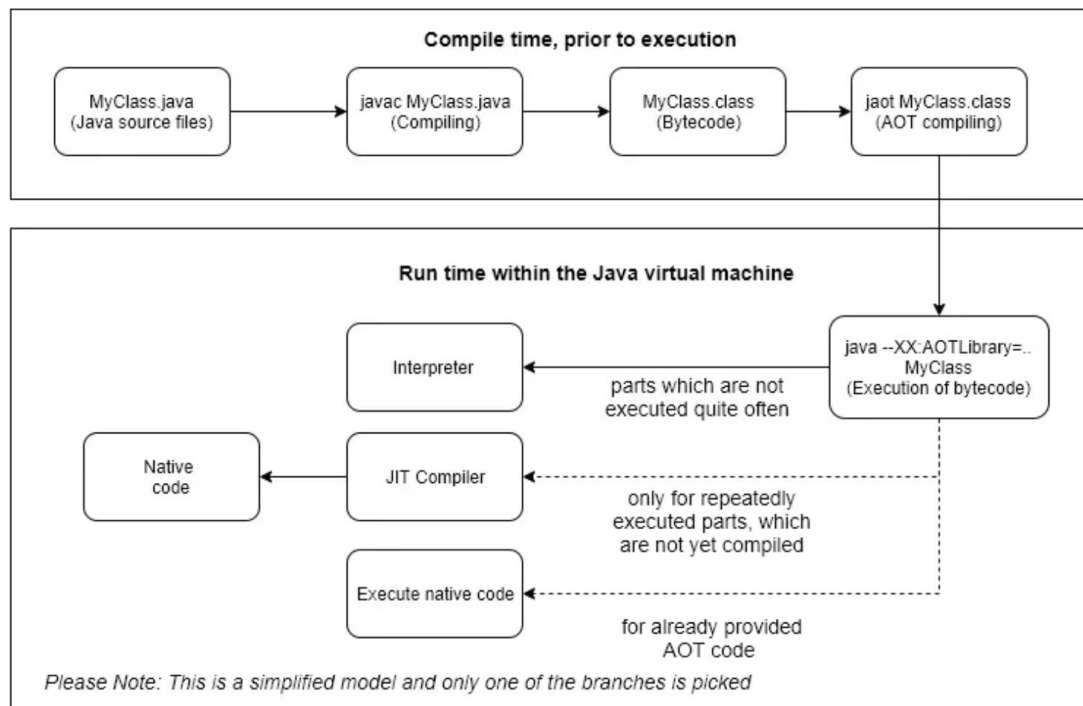 Compile time, prior to execution
MyClass.java
(Java source files)
javac MyClass.java
(Compiling)
MyClass.class
(Bytecode)
jaot MyClass.class
(AOT compiling)
Run time within the Java virtual machine
java --XX:AOTLibrary=..
MyClass
(Execution of bytecode)
Interpreter
parts which are not
executed quite often
Native
code
JIT Compiler
only for repeatedly
executed parts, which
are not yet compiled
Execute native code
for already provided
AOT code
Please Note: This is a simplified model and only one of the branches is picked